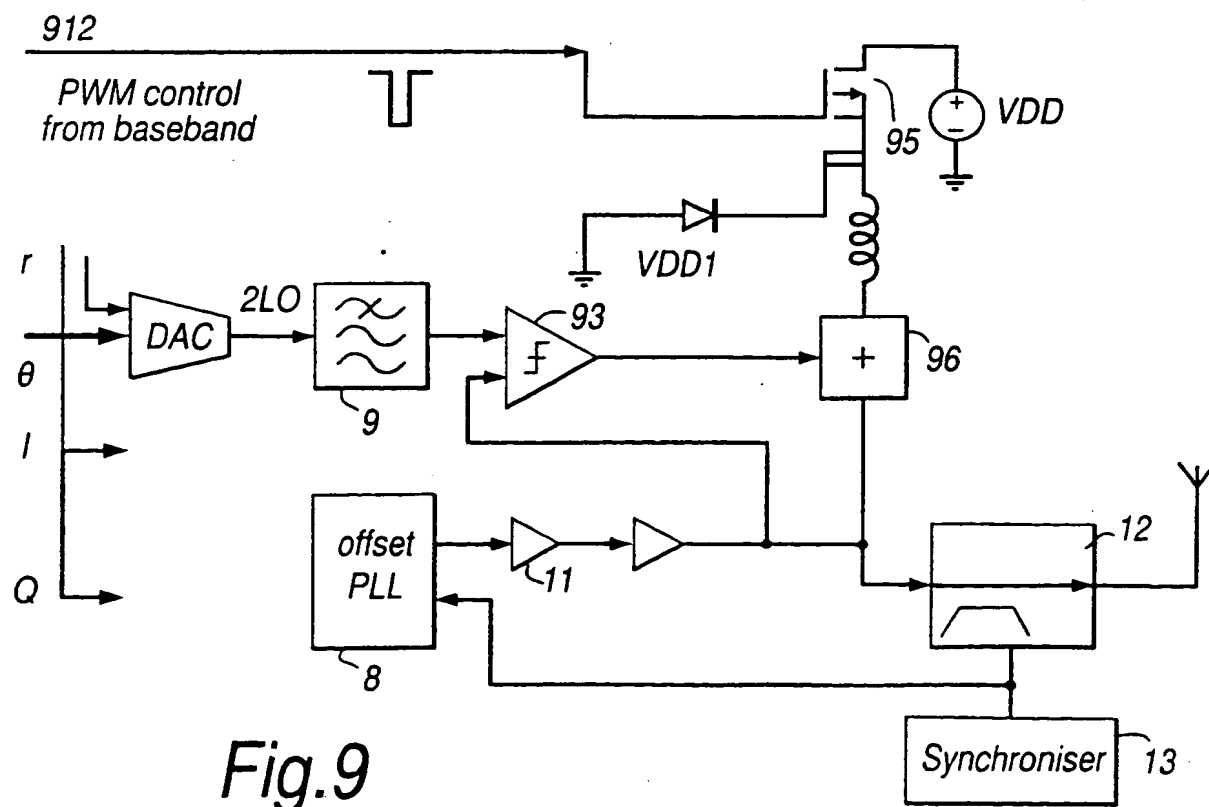 912
PWM control
from baseband
95
VDD
+
−
VDD1
r
θ
I
Q
DAC
2LO
9
93
+
96
offset
PLL
8
11
12
Synchroniser
13
Fig.9